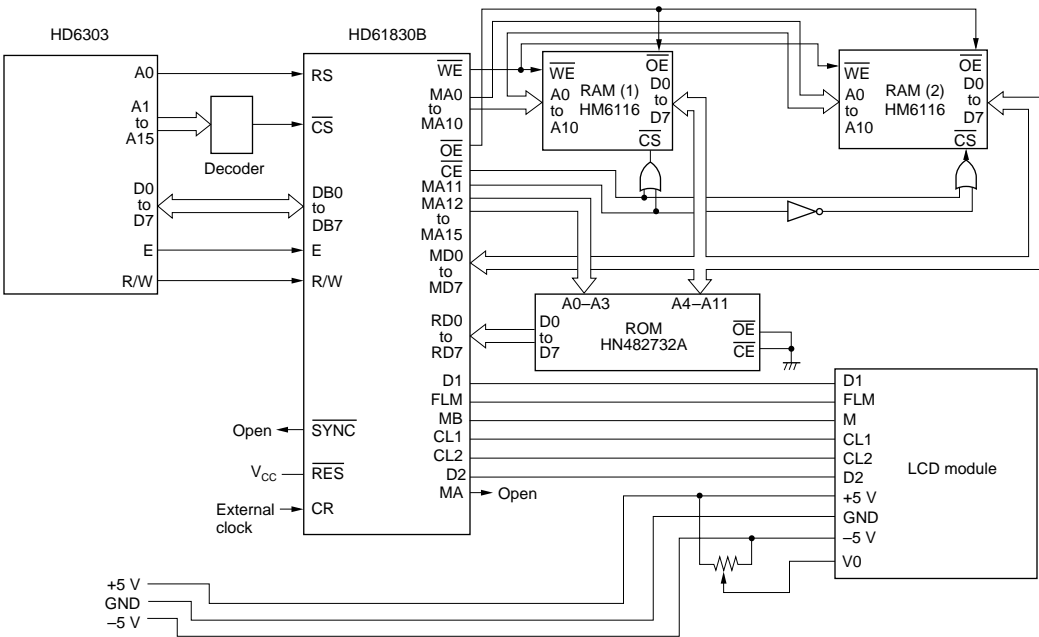 HD6303
A0
A1
to
A15
D0
to
D7
E
R/W
Decoder
HD61830B
RS
CS
DB0
to
DB7
E
R/W
SYNC
RES
CR
Open
VCC
External
clock
WE
MA0
to
MA10
OE
CE
MA11
MA12
to
MA15
MD0
to
MD7
RD0
to
RD7
D1
FLM
MB
CL1
CL2
D2
MA
Open
WE
A0
to
A10
RAM (1)
HM6116
OE
D0
to
D7
CS
WE
A0
to
A10
RAM (2)
HM6116
OE
D0
to
D7
CS
A0–A3
A4–A11
D0
to
D7
ROM
HN482732A
OE
CE
D1
FLM
M
CL1
CL2
D2
+5 V
GND
–5 V
V0
LCD module
+5 V
GND
–5 V